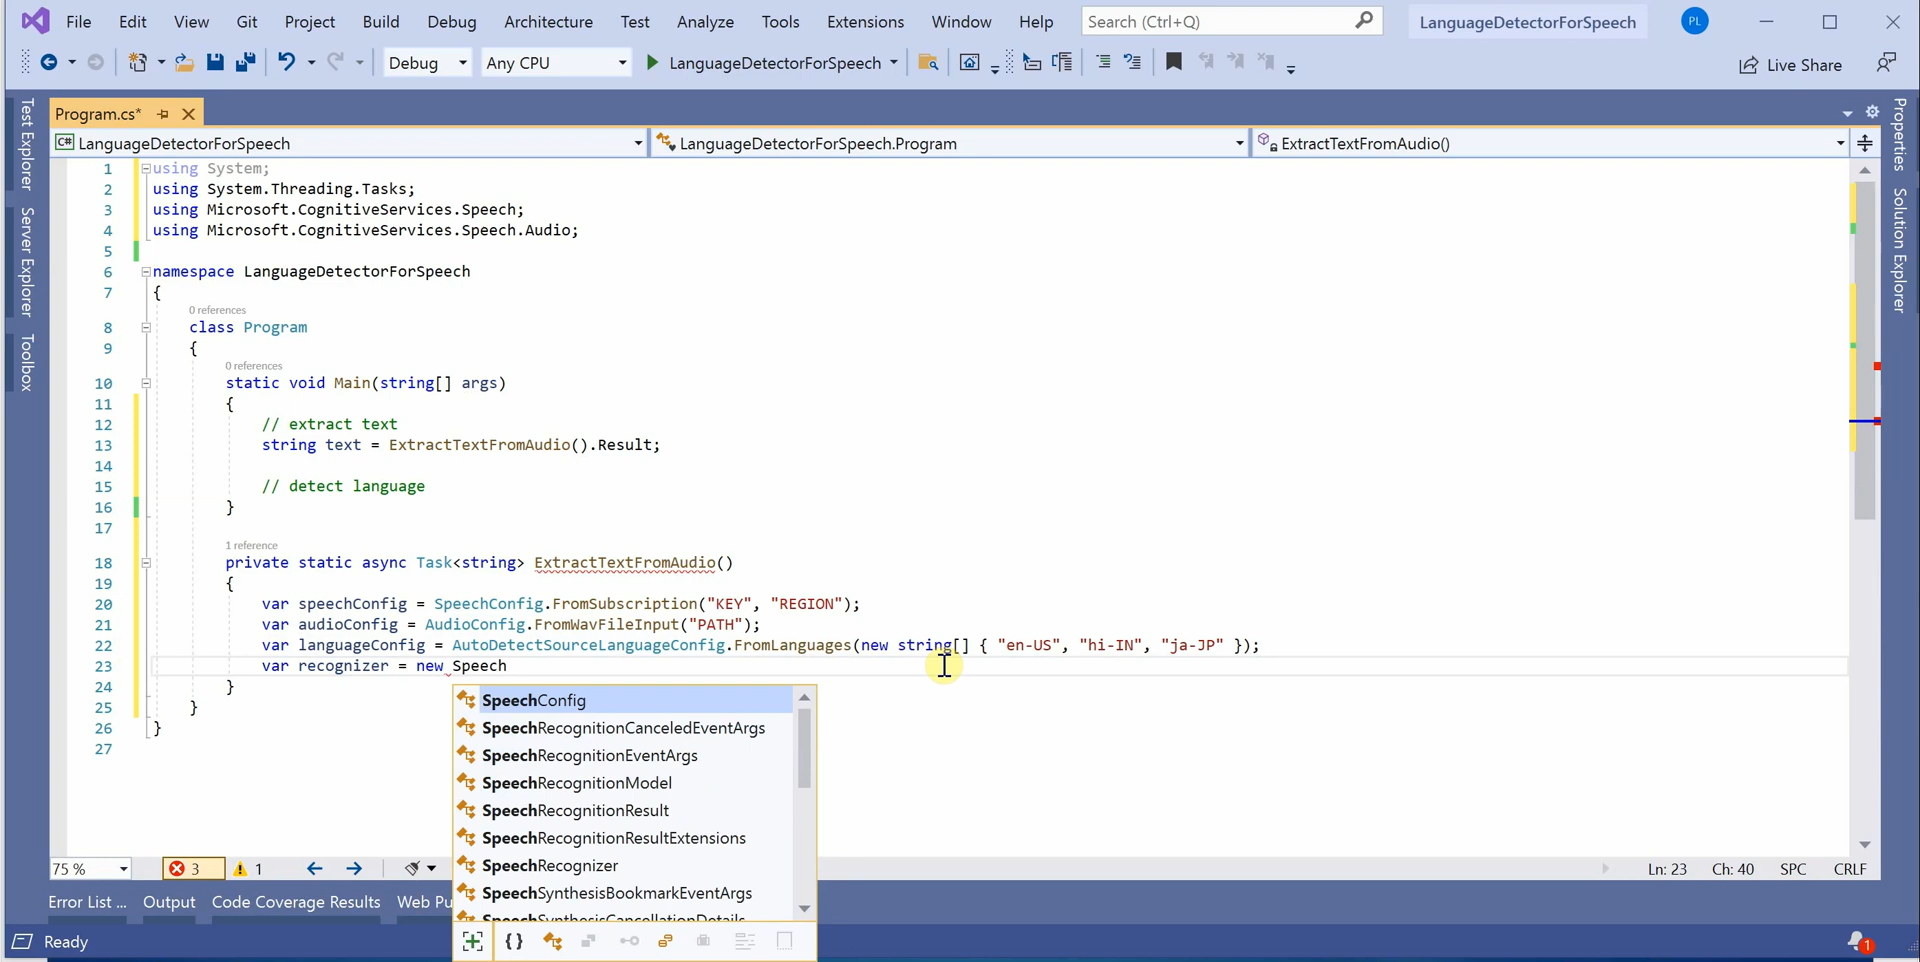 File Edit View Git Project Build Debug Architecture Test Analyze Tools Extensions Window Help Search (Ctrl+Q) LanguageDetectorForSpeech PL
Debug Any CPU LanguageDetectorForSpeech Live Share
Program.cs*
LanguageDetectorForSpeech LanguageDetectorForSpeech.Program ExtractTextFromAudio()
Test Explorer
Server Explorer
Toolbox
Properties
Solution Explorer
1 using System;
2 using System.Threading.Tasks;
3 using Microsoft.CognitiveServices.Speech;
4 using Microsoft.CognitiveServices.Speech.Audio;
5
6 namespace LanguageDetectorForSpeech
7 {
0 references
8 class Program
9 {
0 references
10 static void Main(string[] args)
11 {
12 // extract text
13 string text = ExtractTextFromAudio().Result;
14
15 // detect language
16 }
17
1 reference
18 private static async Task<string> ExtractTextFromAudio()
19 {
20 var speechConfig = SpeechConfig.FromSubscription("KEY", "REGION");
21 var audioConfig = AudioConfig.FromWavFileInput("PATH");
22 var languageConfig = AutoDetectSourceLanguageConfig.FromLanguages(new string[] { "en-US", "hi-IN", "ja-JP" });
23 var recognizer = new Speech
24 }
25 }
26 }
27
SpeechConfig
SpeechRecognitionCanceledEventArgs
SpeechRecognitionEventArgs
SpeechRecognitionModel
SpeechRecognitionResult
SpeechRecognitionResultExtensions
SpeechRecognizer
SpeechSynthesisBookmarkEventArgs
SpeechSynthesisCancellationDetails
75 % 3 1 Ln: 23 Ch: 40 SPC CRLF
Error List ... Output Code Coverage Results Web Pu
Ready 1